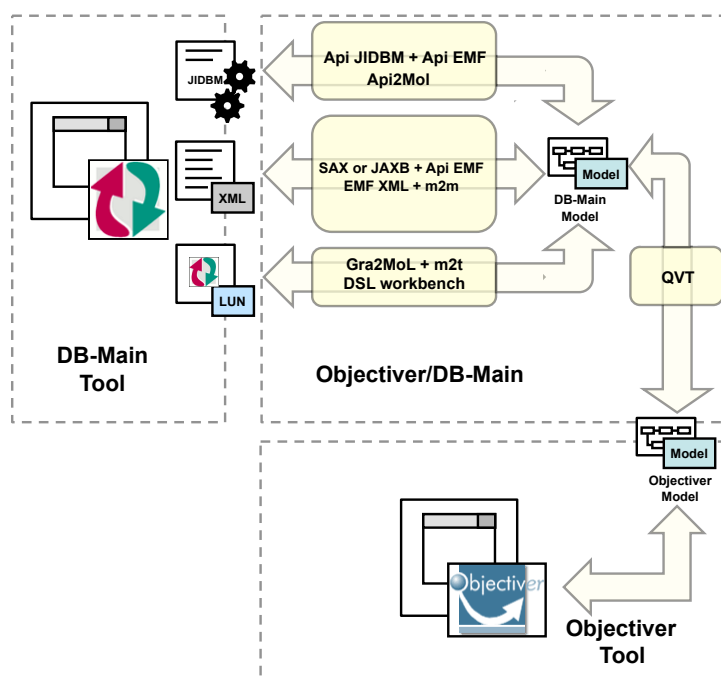 Api JIDBM + Api EMF
Api2Mol
JIDBM
SAX or JAXB + Api EMF
EMF XML + m2m
XML
Model
DB-Main
Model
Gra2MoL + m2t
DSL workbench
LUN
QVT
DB-Main
Tool
Objectiver/DB-Main
Model
Objectiver
Model
Objectiver
Objectiver
Tool